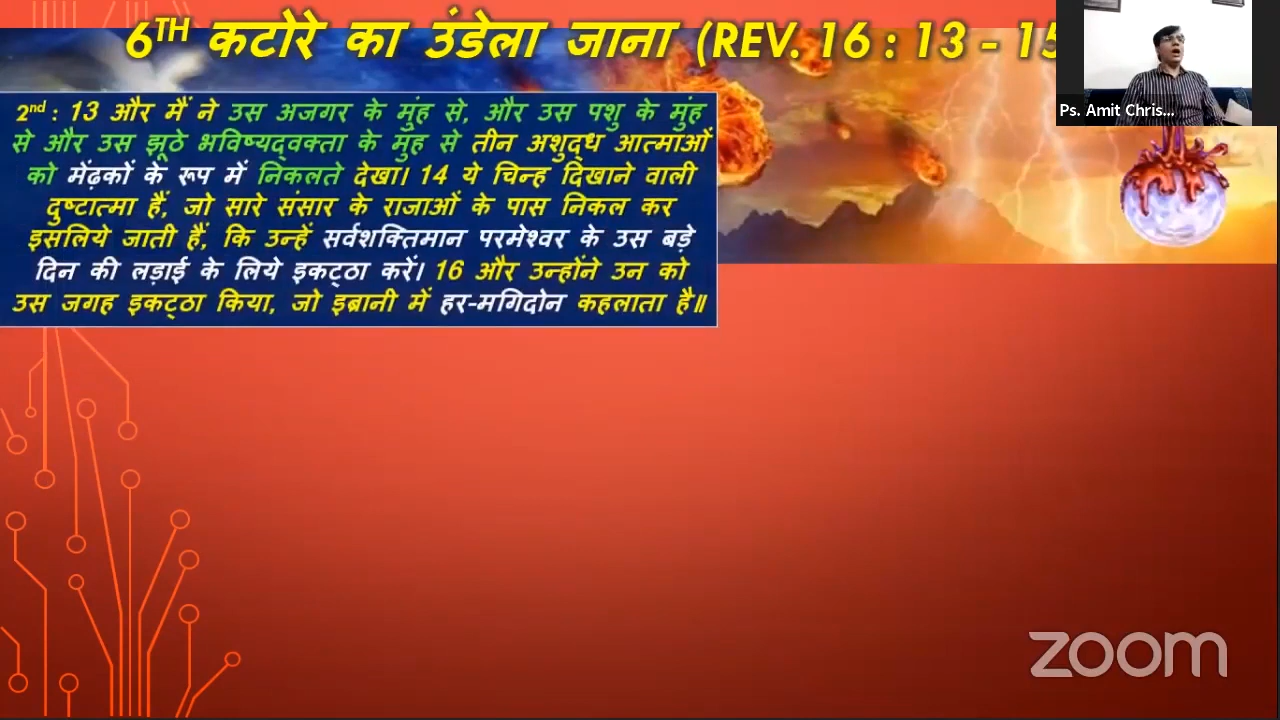 6TH कटोरे का उंडेला जाना (REV. 16 : 13 - 15
Ps. Amit Chris...
2nd : 13 और मैं ने उस अजगर के मुंह से, और उस पशु के मुंह
से और उस झूठे भविष्यद्वक्ता के मुंह से तीन अशुद्ध आत्माओं
को मेंढ़कों के रूप में निकलते देखा। 14 ये चिन्ह दिखाने वाली
दुष्टात्मा हैं, जो सारे संसार के राजाओं के पास निकल कर
इसलिये जाती हैं, कि उन्हें सर्वशक्तिमान परमेश्वर के उस बड़े
दिन की लड़ाई के लिये इकट्ठा करें। 16 और उन्होंने उन को
उस जगह इकट्ठा किया, जो इब्रानी में हर-मगिदोन कहलाता है॥
zoom